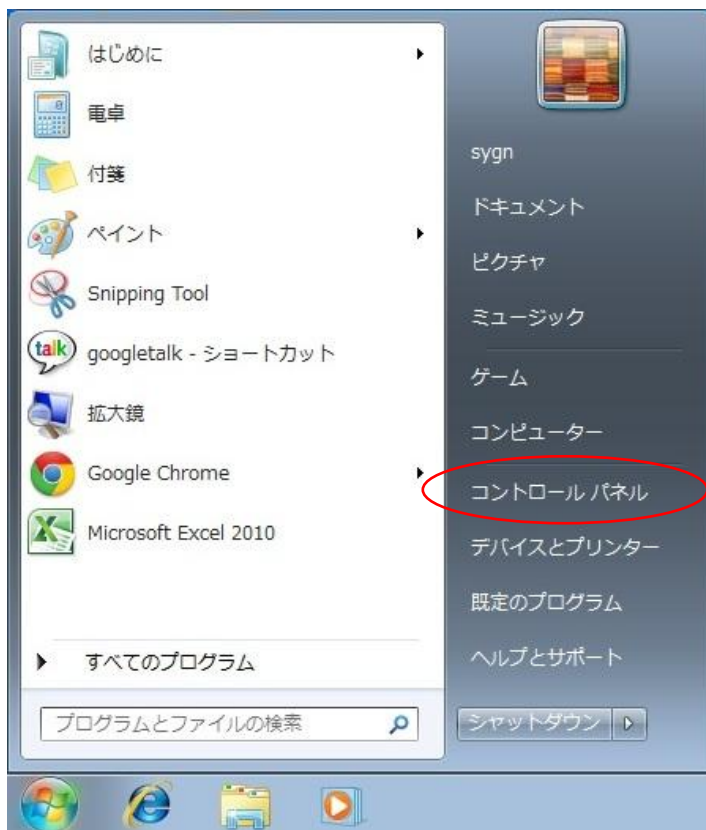 はじめに
電卓
付箋
ペイント
Snipping Tool
talk
googletalk - ショートカット
拡大鏡
Google Chrome
Microsoft Excel 2010
すべてのプログラム
プログラムとファイルの検索
sygn
ドキュメント
ピクチャ
ミュージック
ゲーム
コンピューター
コントロール パネル
デバイスとプリンター
既定のプログラム
ヘルプとサポート
シャットダウン